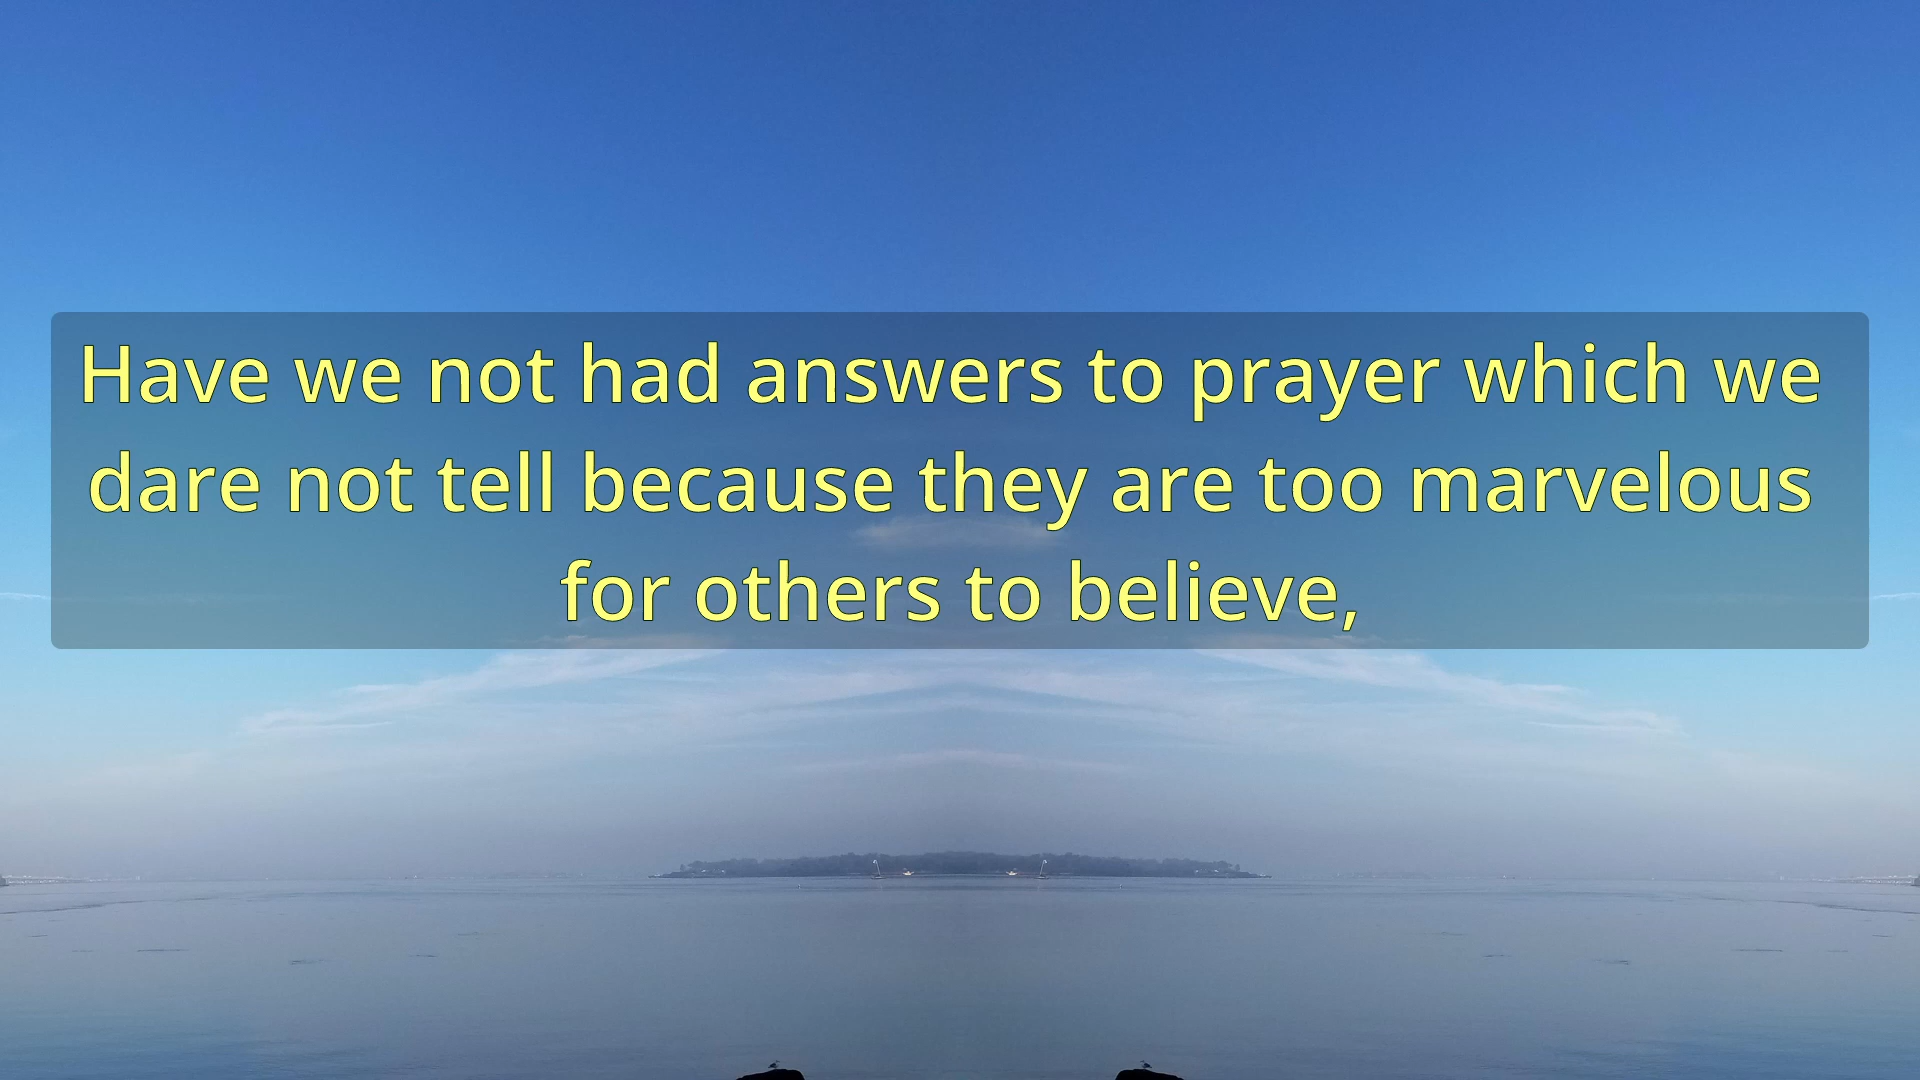 Have we not had answers to prayer which we
dare not tell because they are too marvelous
for others to believe,